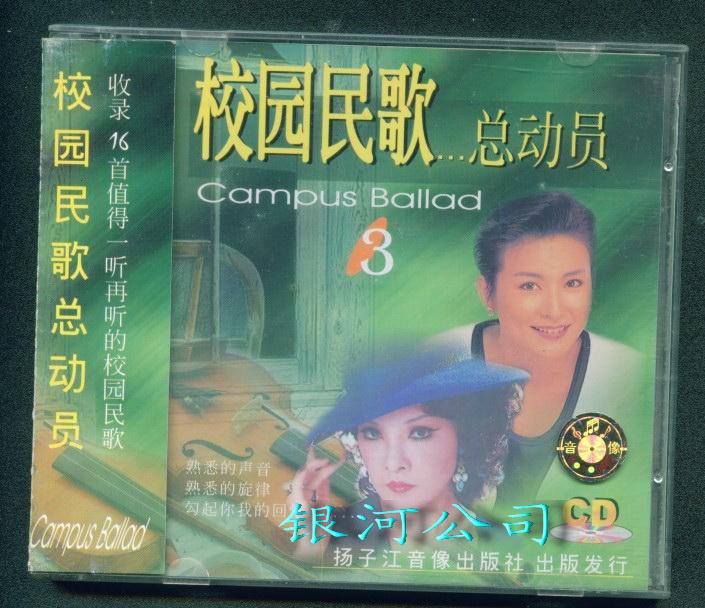 校园民歌总动员
收录16首值得一听再听的校园民歌
Campus Ballad
校园民歌...总动员
Campus Ballad
3
熟悉的声音
熟悉的旋律
勾起你我的回
音像
银河公司
CD
扬子江音像出版社 出版发行